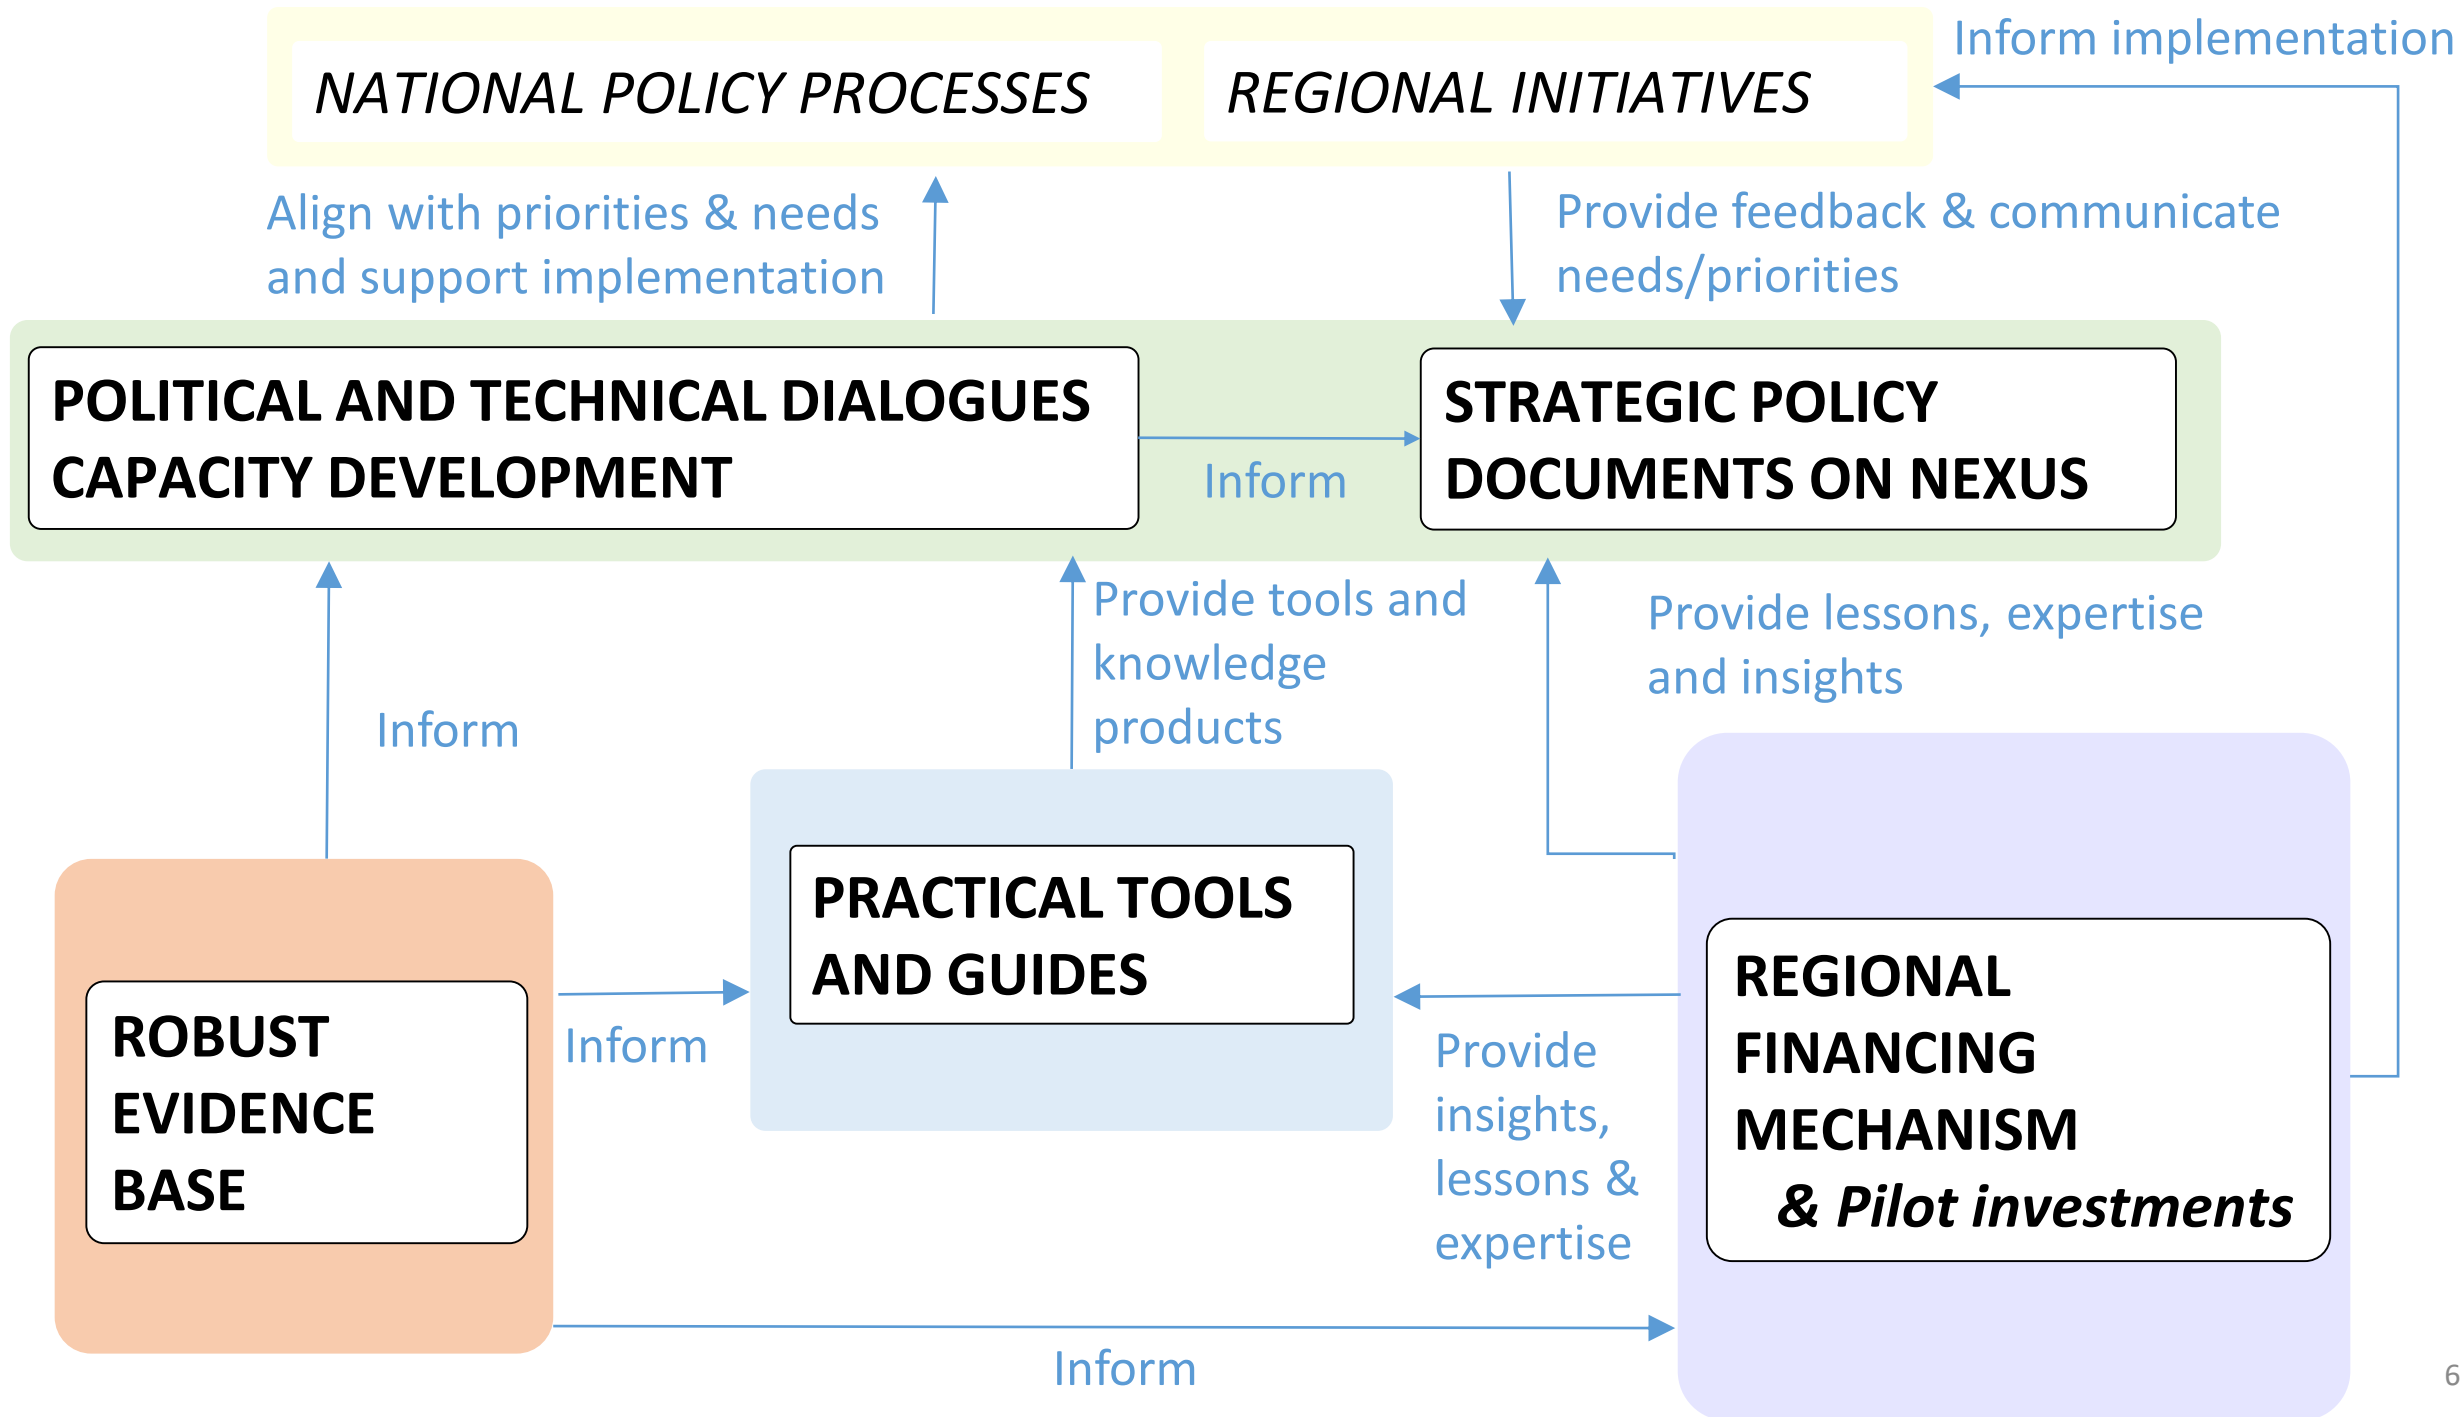 Inform implementation
NATIONAL POLICY PROCESSES
REGIONAL INITIATIVES
Align with priorities & needs
and support implementation
Provide feedback & communicate
needs/priorities
POLITICAL AND TECHNICAL DIALOGUES
CAPACITY DEVELOPMENT
Inform
STRATEGIC POLICY
DOCUMENTS ON NEXUS
Inform
Provide tools and
knowledge
products
Provide lessons, expertise
and insights
ROBUST
EVIDENCE
BASE
Inform
PRACTICAL TOOLS
AND GUIDES
Provide
insights,
lessons &
expertise
REGIONAL
FINANCING
MECHANISM
& Pilot investments
Inform
6